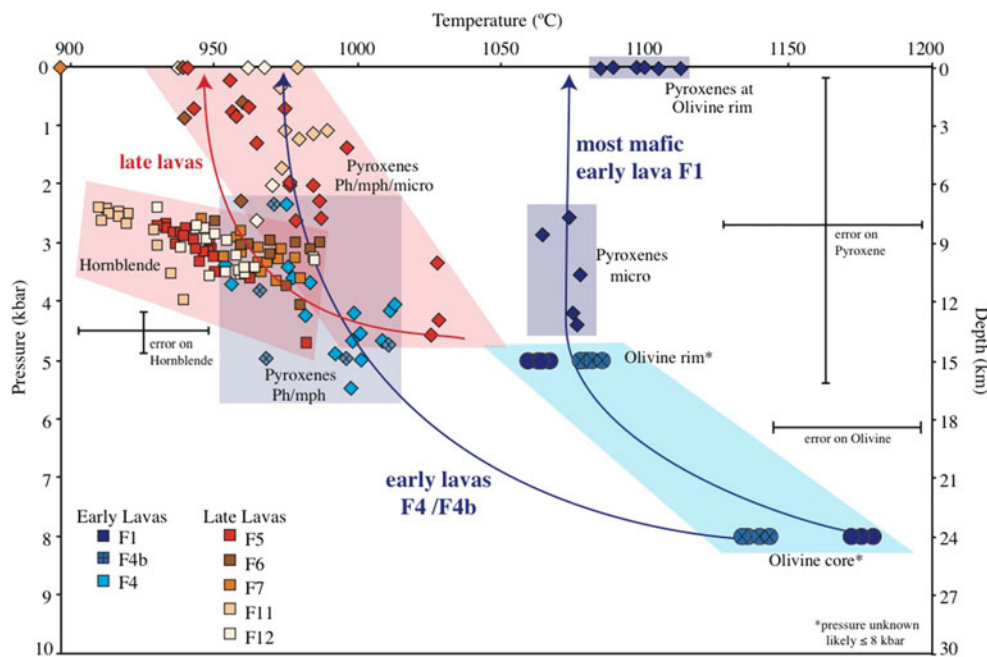 Temperature (ºC)
900 950 1000 1050 1100 1150 1200
Pressure (kbar)
0
1
2
3
4
5
6
7
8
9
10
Depth (km)
0
3
6
9
12
15
18
21
24
27
30
Pyroxenes at
Olivine rim
late lavas
most mafic
early lava F1
Pyroxenes
Ph/mph/micro
error on
Pyroxene
Pyroxenes
micro
Hornblende
error on
Hornblende
Pyroxenes
Ph/mph
Olivine rim*
error on Olivine
early lavas
F4 /F4b
Olivine core*
Early Lavas
F1
F4b
F4
Late Lavas
F5
F6
F7
F11
F12
*pressure unknown
likely ≤ 8 kbar